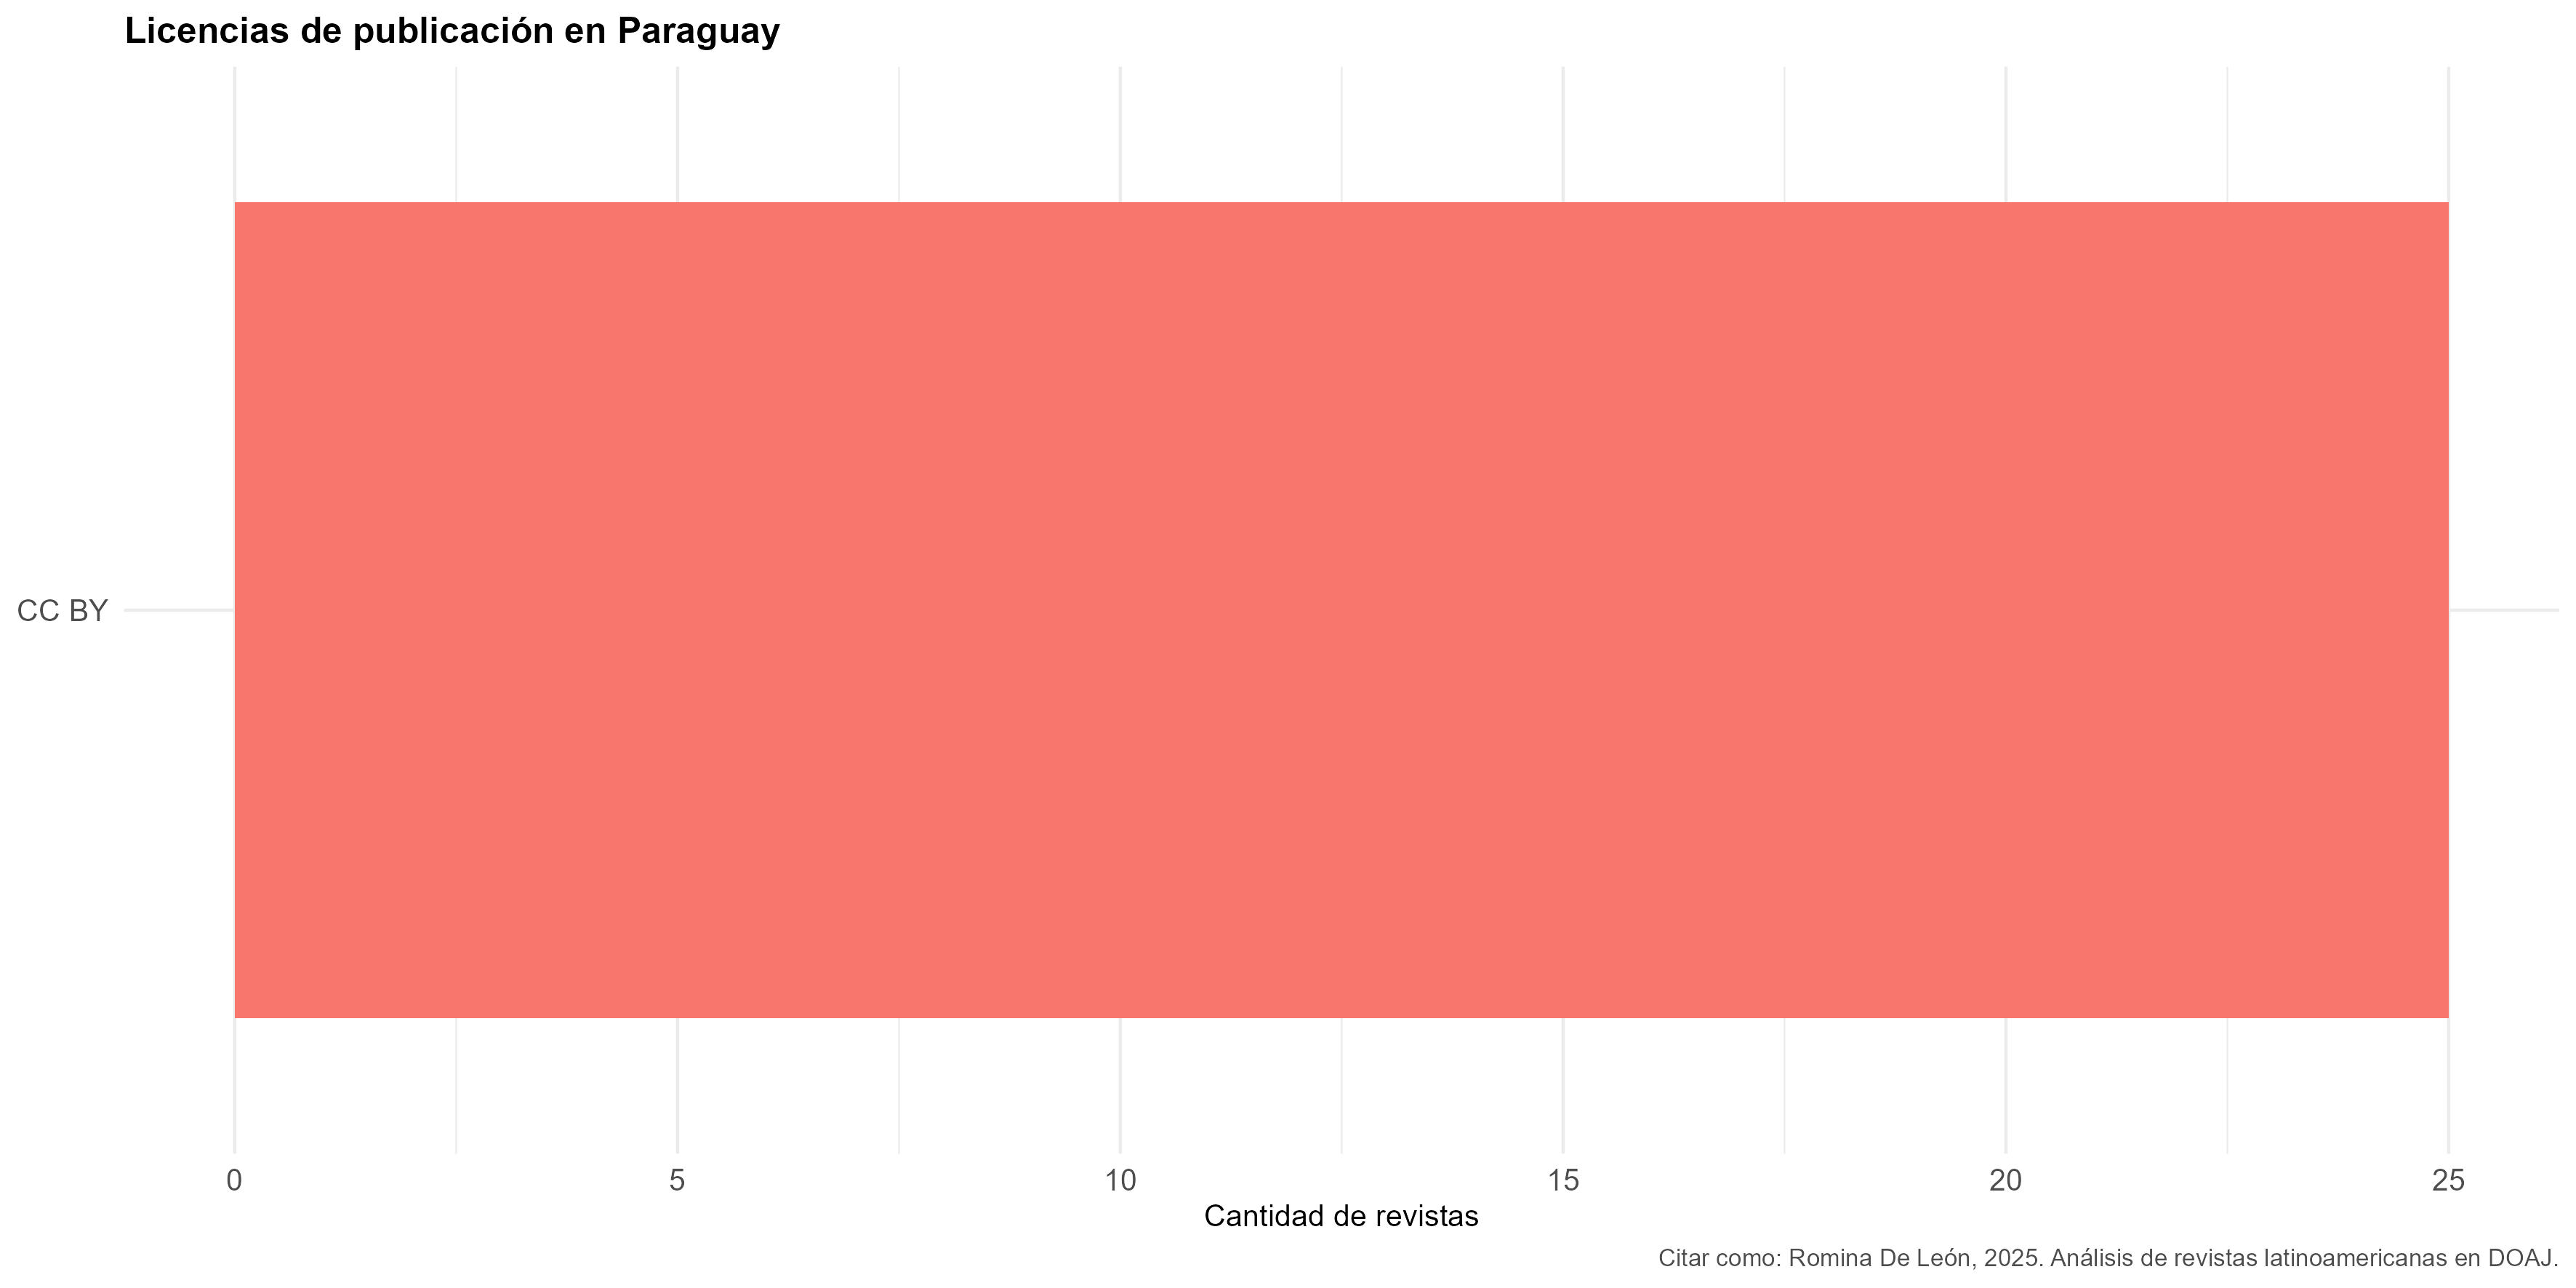 Licencias de publicación en Paraguay
CC BY
0 5 10 15 20 25
Cantidad de revistas
Citar como: Romina De León, 2025. Análisis de revistas latinoamericanas en DOAJ.